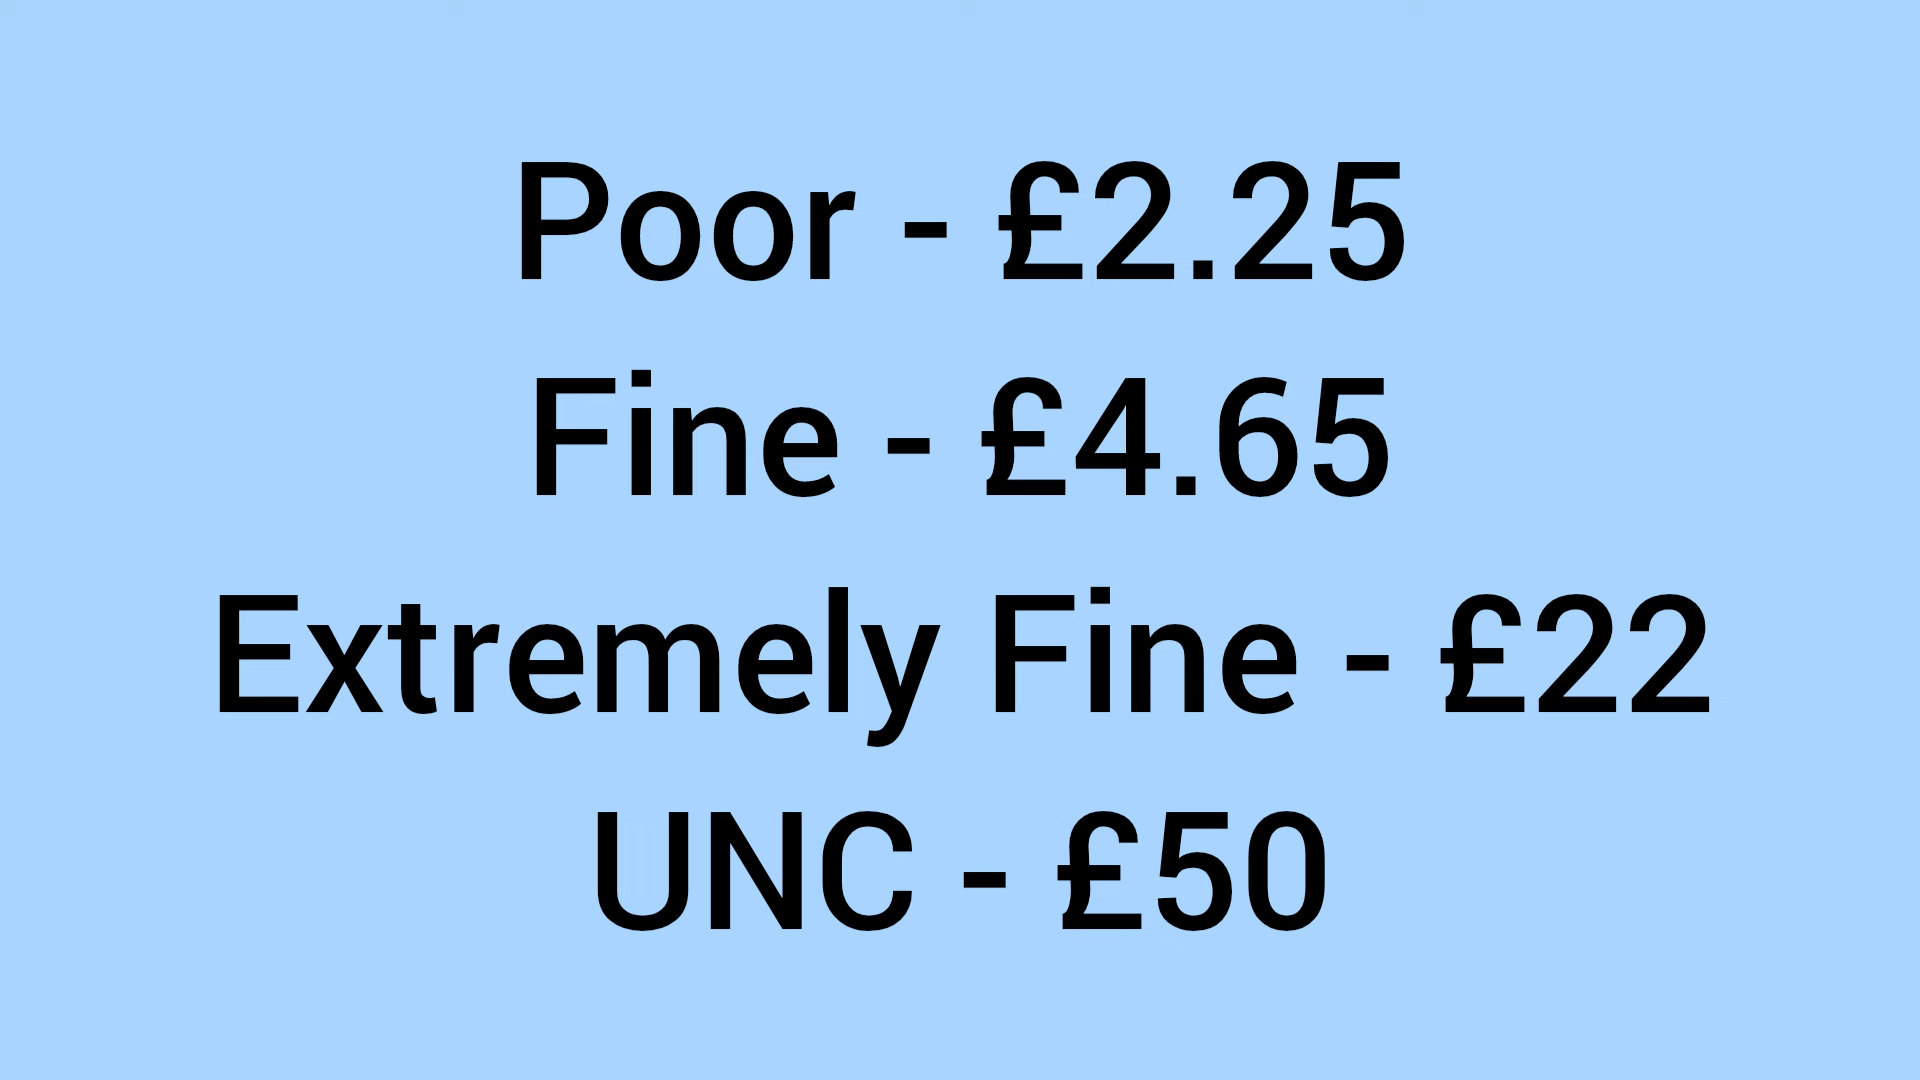 Poor - £2.25
Fine - £4.65
Extremely Fine - £22
UNC - £50